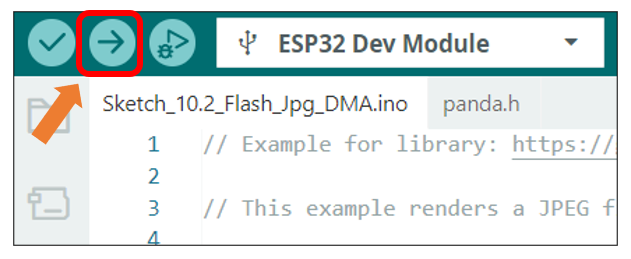 ESP32 Dev Module
Sketch_10.2_Flash_Jpg_DMA.ino panda.h
1 // Example for library: https://
2
3 // This example renders a JPEG f
4